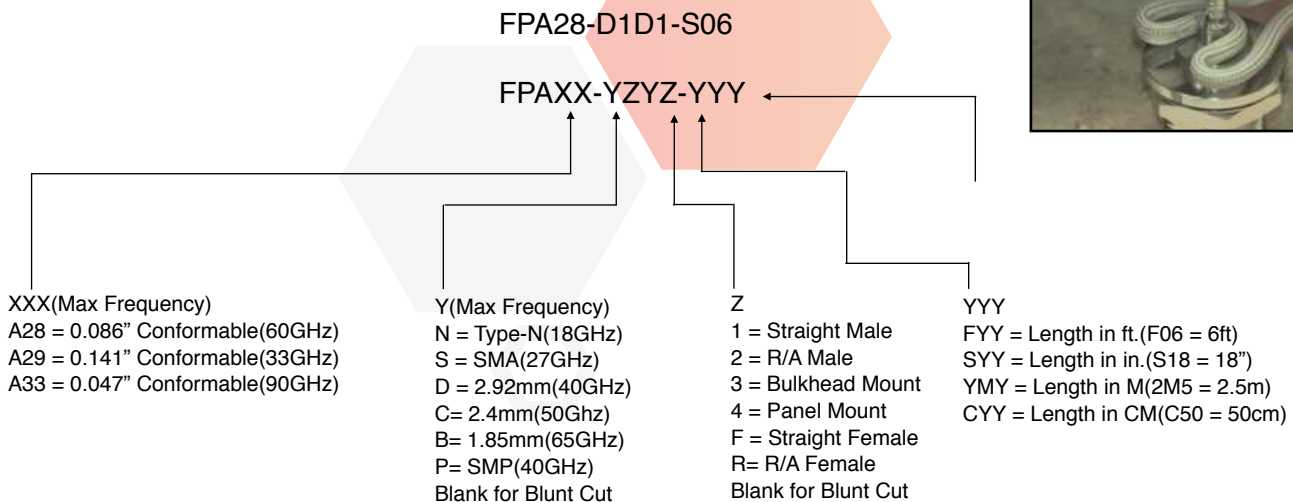 FPA28-D1D1-S06
FPAXX-YZYZ-YYY
XXX(Max Frequency)
A28 = 0.086” Conformable(60GHz)
A29 = 0.141” Conformable(33GHz)
A33 = 0.047” Conformable(90GHz)
Y(Max Frequency)
N = Type-N(18GHz)
S = SMA(27GHz)
D = 2.92mm(40GHz)
C= 2.4mm(50Ghz)
B= 1.85mm(65GHz)
P= SMP(40GHz)
Blank for Blunt Cut
Z
1 = Straight Male
2 = R/A Male
3 = Bulkhead Mount
4 = Panel Mount
F = Straight Female
R= R/A Female
Blank for Blunt Cut
YYY
FYY = Length in ft.(F06 = 6ft)
SYY = Length in in.(S18 = 18”)
YMY = Length in M(2M5 = 2.5m)
CYY = Length in CM(C50 = 50cm)